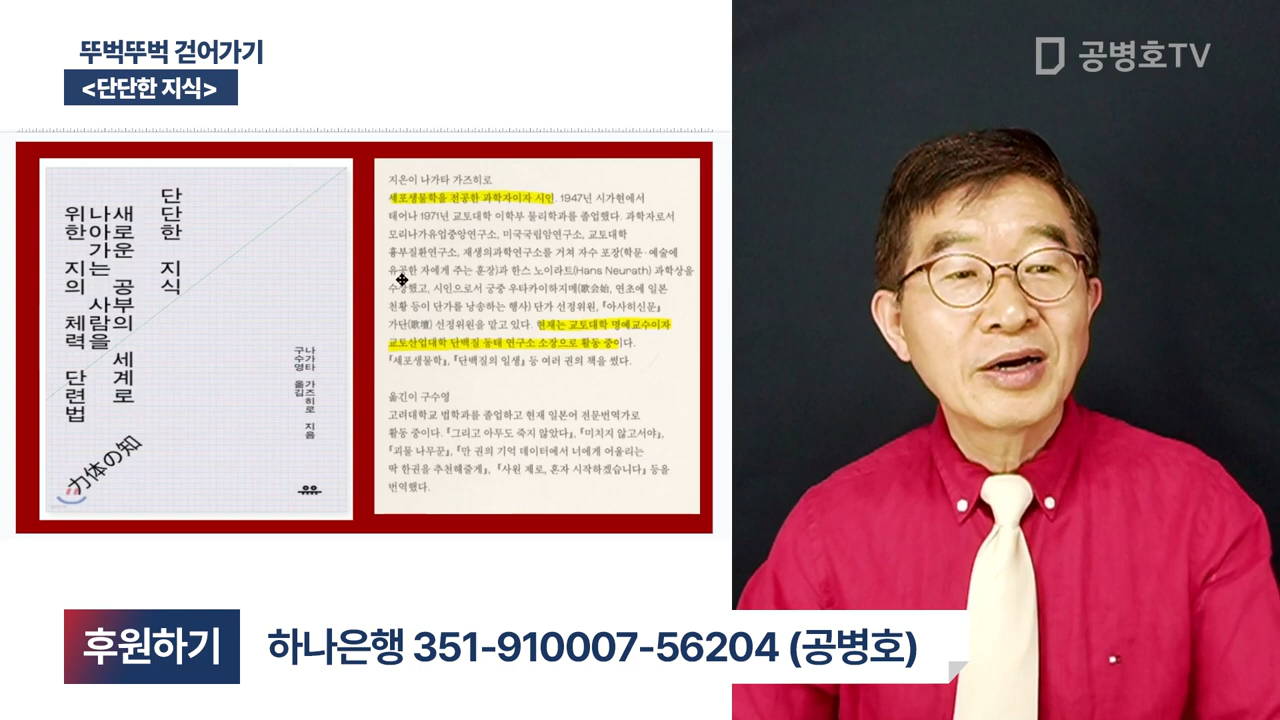 뚜벅뚜벅 걷어가기
<단단한 지식>
공병호TV
단단한 지식
새로운 공부의 세계로
나아가는 사람을
위한 지의 체력 단련법
나가타 가즈히로 지음
구수영 옮김
知の体力
지은이 나가타 가즈히로
세포생물학을 전공한 과학자이자 시인. 1947년 시가현에서
태어나 1971년 교토대학 이학부 물리학과를 졸업했다. 과학자로서
모리나가유업중앙연구소, 미국국립암연구소, 교토대학
흉부질환연구소, 재생의과학연구소를 거쳐 자수 포장(학문·예술에
유공한 자에게 주는 훈장)과 한스 노이라트(Hans Neurath) 과학상을
수상했고, 시인으로서 궁중 우타카이하지메(歌会始, 연초에 일본
천황 등이 단가를 낭송하는 행사) 단가 선정위원, 『아사히신문』
가단(歌壇) 선정위원을 맡고 있다. 현재는 교토대학 명예교수이자
교토산업대학 단백질 동태 연구소 소장으로 활동 중이다.
『세포생물학』, 『단백질의 일생』 등 여러 권의 책을 썼다.
옮긴이 구수영
고려대학교 법학과를 졸업하고 현재 일본어 전문번역가로
활동 중이다. 『그리고 아무도 죽지 않았다』, 『미치지 않고서야』,
『괴물 나무꾼』, 『만 권의 기억 데이터에서 너에게 어울리는
딱 한권을 추천해줄게』, 『사원 제로, 혼자 시작하겠습니다』 등을
번역했다.
후원하기
하나은행 351-910007-56204 (공병호)